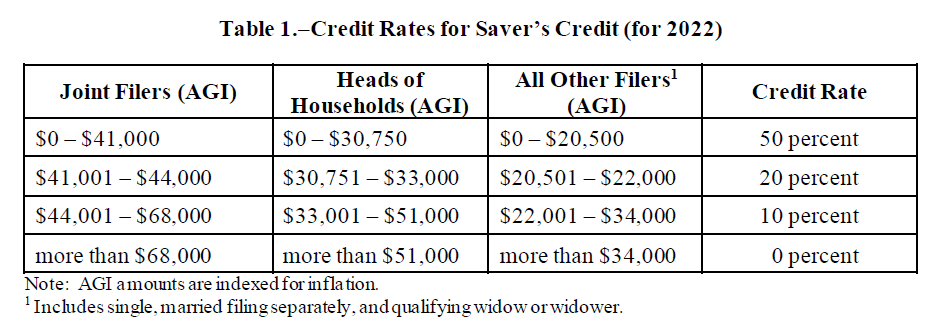 Table 1.–Credit Rates for Saver’s Credit (for 2022)
Joint Filers (AGI) Heads of Households (AGI) All Other Filers¹ (AGI) Credit Rate
$0 – $41,000 $0 – $30,750 $0 – $20,500 50 percent
$41,001 – $44,000 $30,751 – $33,000 $20,501 – $22,000 20 percent
$44,001 – $68,000 $33,001 – $51,000 $22,001 – $34,000 10 percent
more than $68,000 more than $51,000 more than $34,000 0 percent
Note: AGI amounts are indexed for inflation.
¹ Includes single, married filing separately, and qualifying widow or widower.